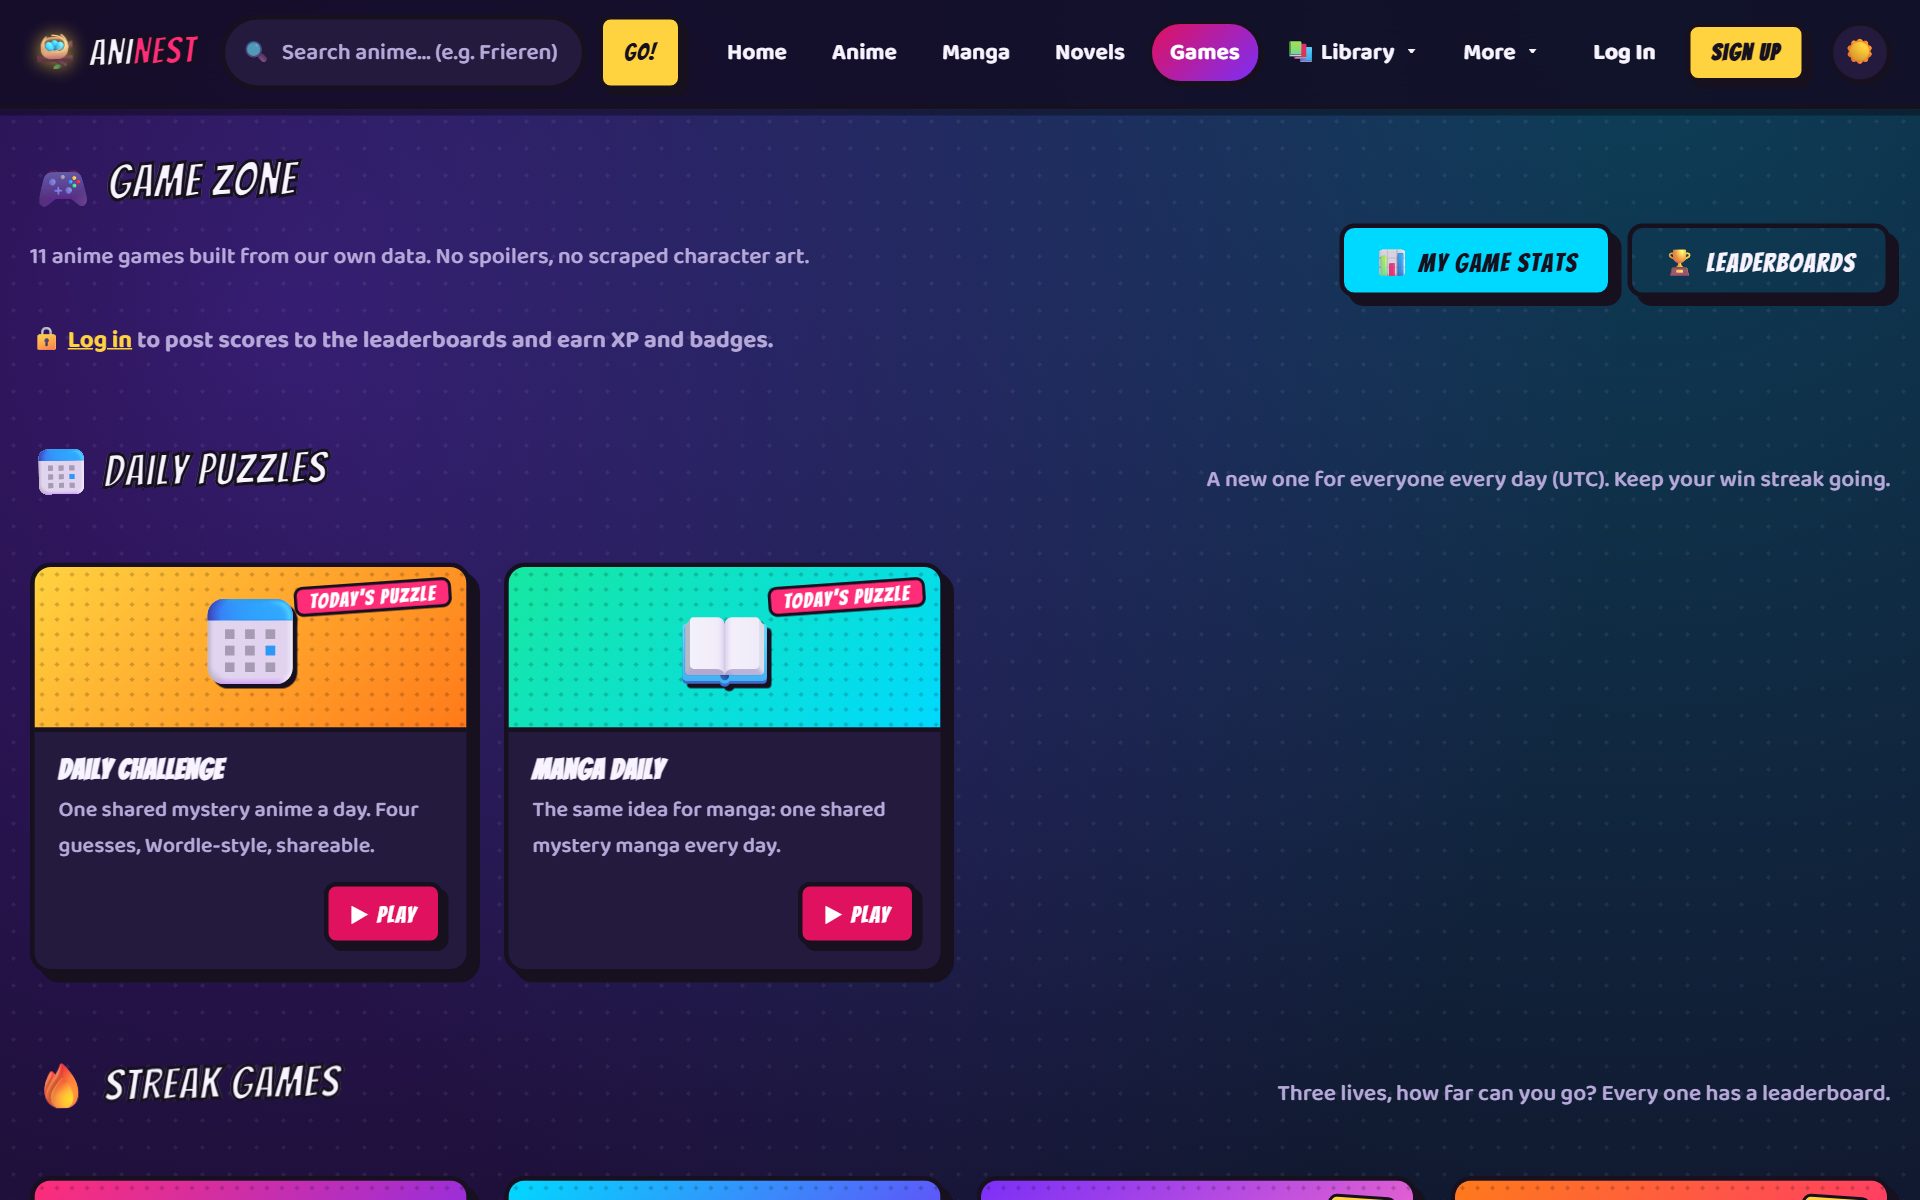 ANINEST
Search anime... (e.g. Frieren)
GO!
Home
Anime
Manga
Novels
Games
Library
More
Log In
SIGN UP
GAME ZONE
11 anime games built from our own data. No spoilers, no scraped character art.
MY GAME STATS
LEADERBOARDS
Log in to post scores to the leaderboards and earn XP and badges.
DAILY PUZZLES
A new one for everyone every day (UTC). Keep your win streak going.
TODAY'S PUZZLE
DAILY CHALLENGE
One shared mystery anime a day. Four
guesses, Wordle-style, shareable.
PLAY
TODAY'S PUZZLE
MANGA DAILY
The same idea for manga: one shared
mystery manga every day.
PLAY
STREAK GAMES
Three lives, how far can you go? Every one has a leaderboard.